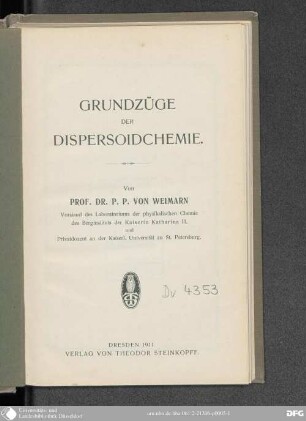 GRUNDZÜGE
DER
DISPERSOIDCHEMIE.
VON
PROF. DR. P. P. VON WEIMARN
Vorstand des Laboratoriums der physikalischen Chemie
des Berginstituts der Kaiserin Katharina II.
und
Privatdozent an der Kaiserl. Universität zu St. Petersburg.
Dv 4353
DRESDEN 1911
VERLAG VON THEODOR STEINKOPFF.
DFG